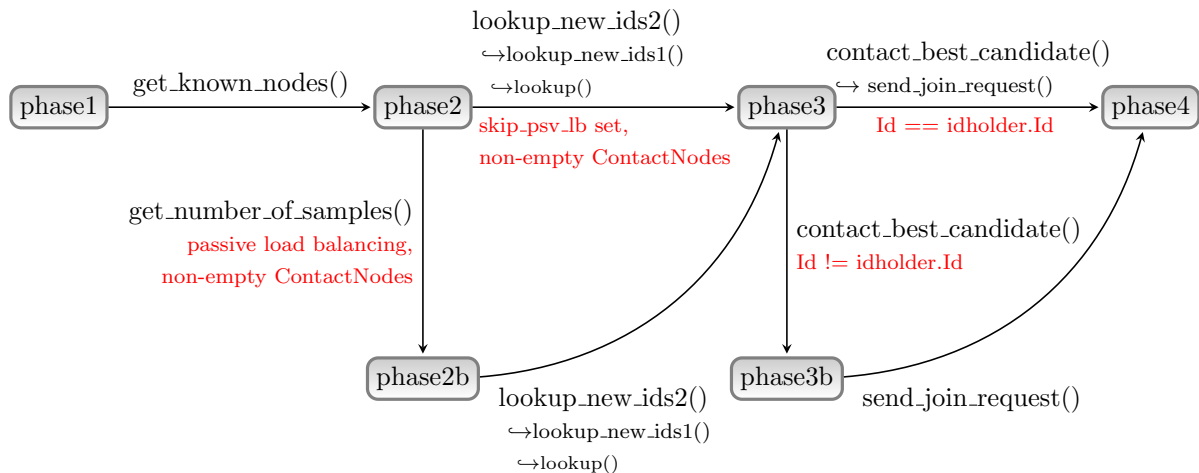 lookup_new_ids2()
↪lookup_new_ids1()
↪lookup()
get_known_nodes()
contact_best_candidate()
↪ send_join_request()
phase1
phase2
phase3
phase4
skip_psv_lb set,
non-empty ContactNodes
Id == idholder.Id
get_number_of_samples()
passive load balancing,
non-empty ContactNodes
contact_best_candidate()
Id != idholder.Id
phase2b
phase3b
lookup_new_ids2()
↪lookup_new_ids1()
↪lookup()
send_join_request()